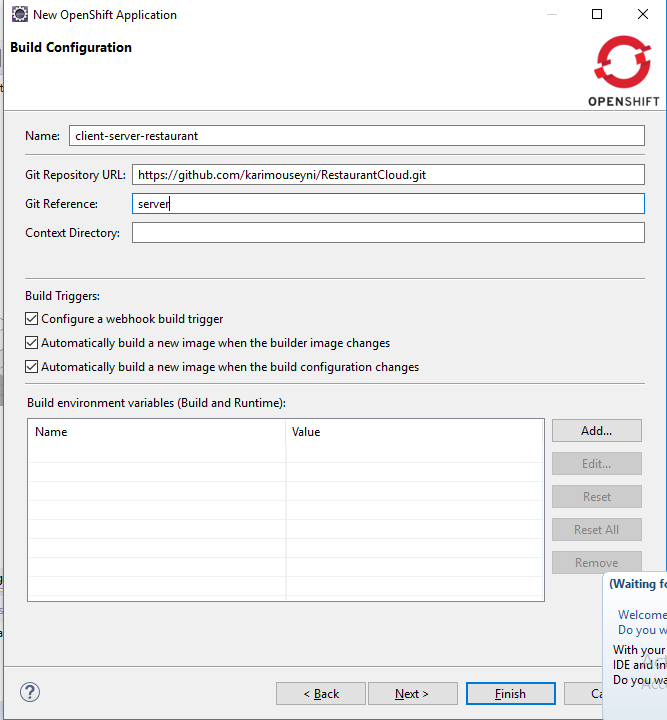 New OpenShift Application
Build Configuration
OPENSHIFT
Name: client-server-restaurant
Git Repository URL: https://github.com/karimouseyni/RestaurantCloud.git
Git Reference: server
Context Directory:
Build Triggers:
Configure a webhook build trigger
Automatically build a new image when the builder image changes
Automatically build a new image when the build configuration changes
Build environment variables (Build and Runtime):
Name Value
Add...
Edit...
Reset
Reset All
Remove
(Waiting fo
Welcome
Do you w
With your
IDE and in
Do you wa
? < Back Next > Finish Ca